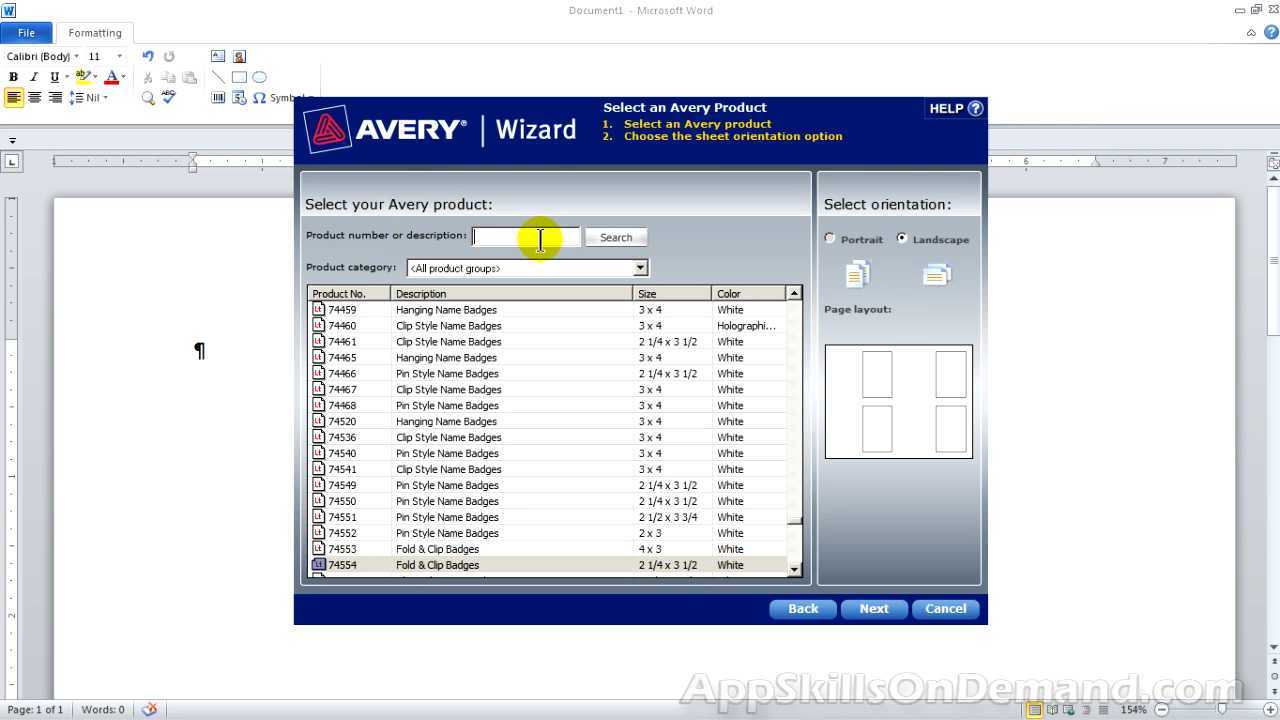 Document1 - Microsoft Word
File
Formatting
Calibri (Body)
11
B I U A
Nil
Symbol
AVERY® | Wizard
Select an Avery Product
1. Select an Avery product
2. Choose the sheet orientation option
HELP ?
1
6
7
Select your Avery product:
Product number or description:
Search
Product category: <All product groups>
Product No. Description Size Color
74459 Hanging Name Badges 3 x 4 White
74460 Clip Style Name Badges 3 x 4 Holographi...
74461 Clip Style Name Badges 2 1/4 x 3 1/2 White
74465 Hanging Name Badges 3 x 4 White
74466 Pin Style Name Badges 2 1/4 x 3 1/2 White
74467 Clip Style Name Badges 3 x 4 White
74468 Pin Style Name Badges 3 x 4 White
74520 Hanging Name Badges 3 x 4 White
74536 Clip Style Name Badges 3 x 4 White
74540 Pin Style Name Badges 3 x 4 White
74541 Clip Style Name Badges 3 x 4 White
74549 Pin Style Name Badges 2 1/4 x 3 1/2 White
74550 Pin Style Name Badges 2 1/4 x 3 1/2 White
74551 Pin Style Name Badges 2 1/2 x 3 3/4 White
74552 Pin Style Name Badges 2 x 3 White
74553 Fold & Clip Badges 4 x 3 White
74554 Fold & Clip Badges 2 1/4 x 3 1/2 White
Select orientation:
Portrait
Landscape
Page layout:
Back
Next
Cancel
¶
AppSkillsOnDemand.com
Page: 1 of 1
Words: 0
154%